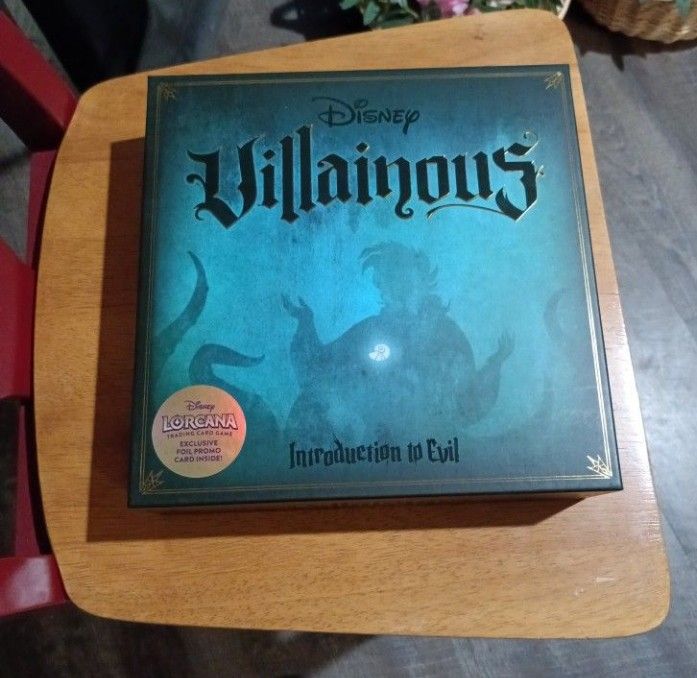 Disney
Villainous
Introduction to Evil
Disney
LORCANA
TRADING CARD GAME
EXCLUSIVE
FOIL PROMO
CARD INSIDE!